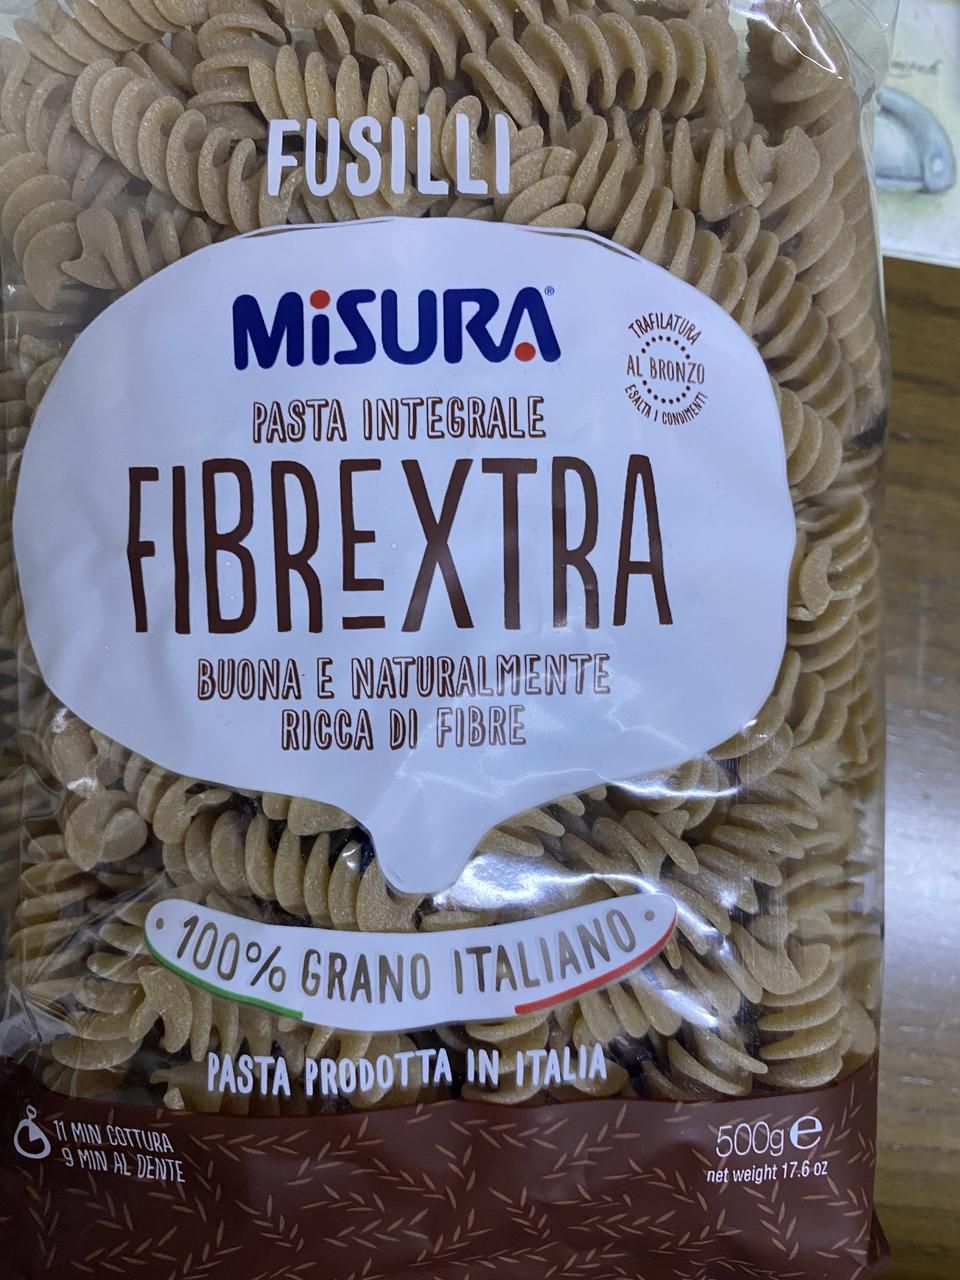 FUSILLI
MiSURA®
TRAFILATURA
AL BRONZO
ESALTA I CONDIMENTI
PASTA INTEGRALE
FIBREXTRA
BUONA E NATURALMENTE
RICCA DI FIBRE
100% GRANO ITALIANO
PASTA PRODOTTA IN ITALIA
11 MIN COTTURA
9 MIN AL DENTE
500g e
net weight 17.6 oz